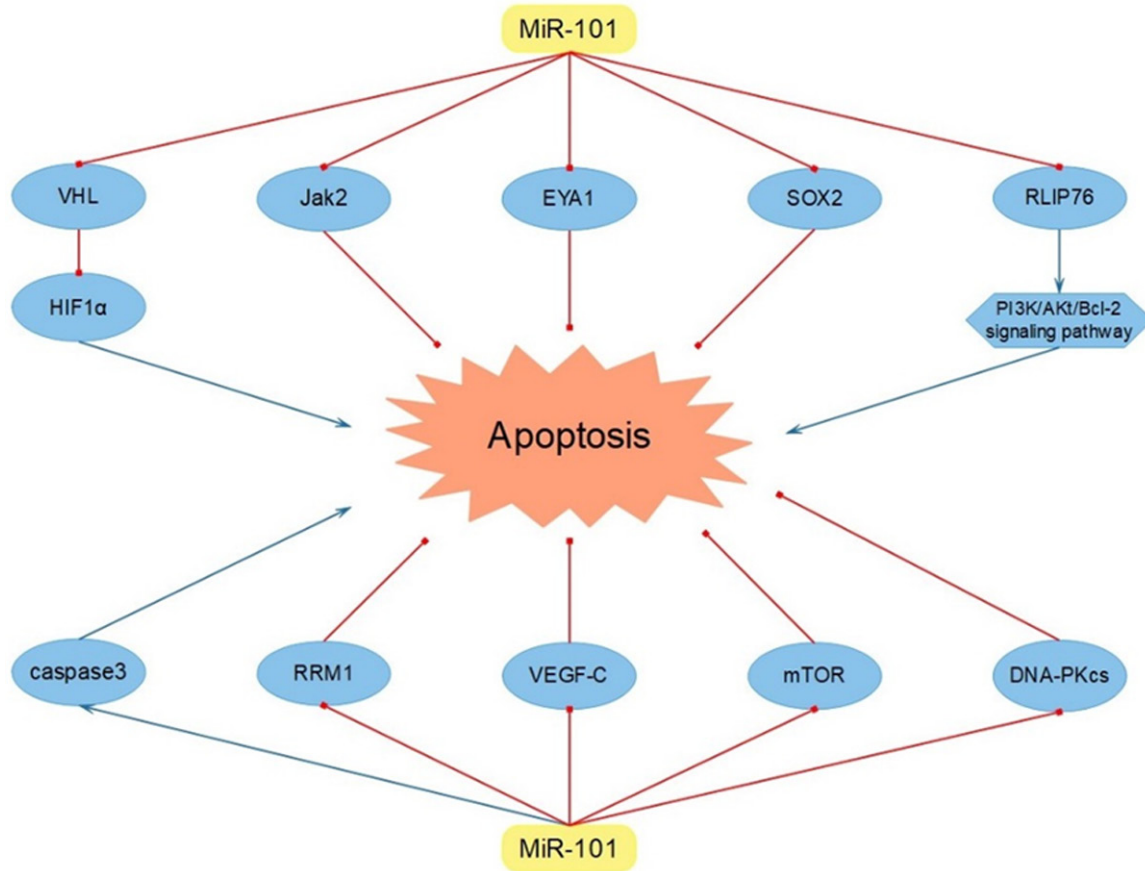 MiR-101
VHL
Jak2
EYA1
SOX2
RLIP76
HIF1α
PI3K/AKt/Bcl-2
signaling pathway
Apoptosis
caspase3
RRM1
VEGF-C
mTOR
DNA-PKcs
MiR-101